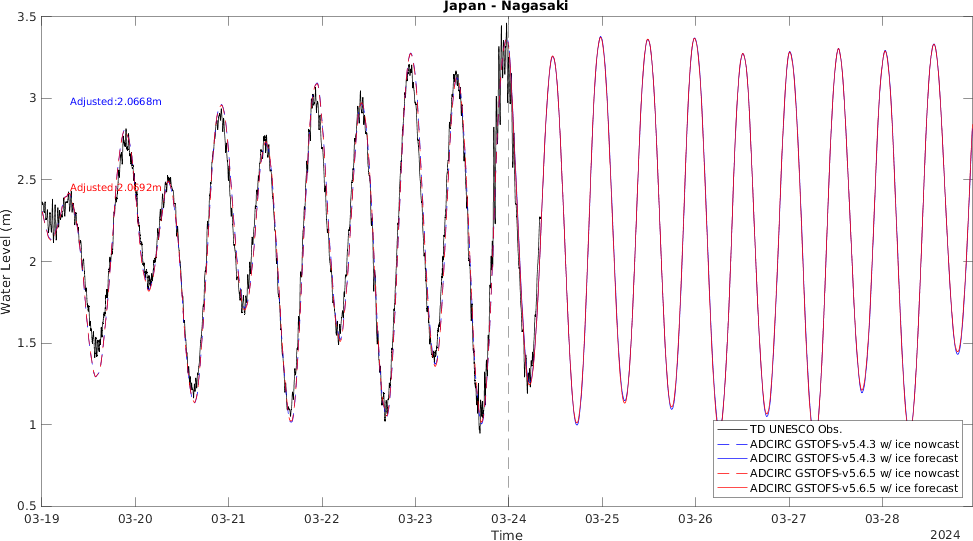 Japan - Nagasaki
3.5
3
2.5
2
1.5
1
0.5
Water Level (m)
Adjusted:2.0668m
Adjusted:2.0692m
TD UNESCO Obs.
ADCIRC GSTOFS-v5.4.3 w/ ice nowcast
ADCIRC GSTOFS-v5.4.3 w/ ice forecast
ADCIRC GSTOFS-v5.6.5 w/ ice nowcast
ADCIRC GSTOFS-v5.6.5 w/ ice forecast
03-19 03-20 03-21 03-22 03-23 03-24 03-25 03-26 03-27 03-28
Time
2024